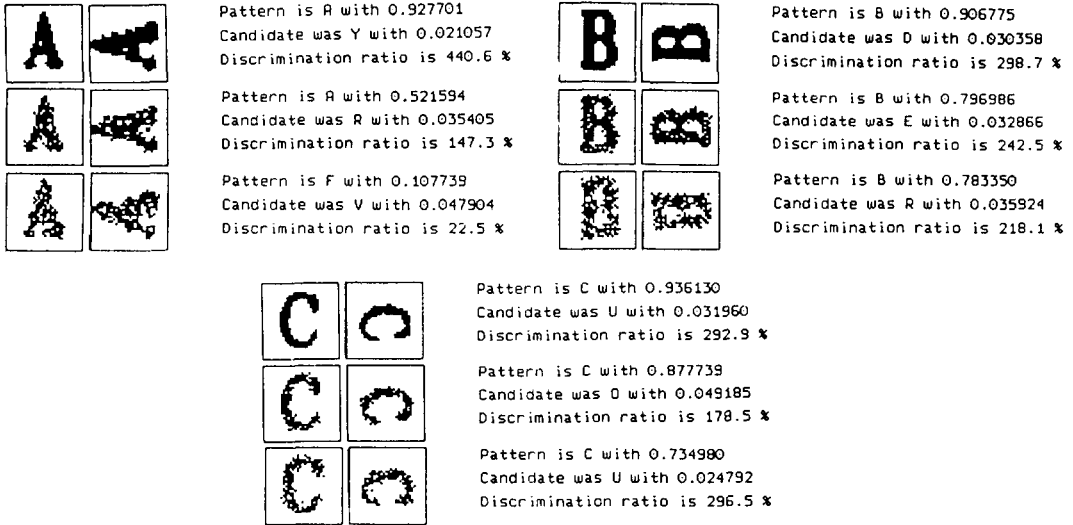 Pattern is A with 0.927701
Candidate was Y with 0.021057
Discrimination ratio is 440.6 %
Pattern is A with 0.521594
Candidate was R with 0.035405
Discrimination ratio is 147.3 %
Pattern is F with 0.107739
Candidate was V with 0.047904
Discrimination ratio is 22.5 %
Pattern is B with 0.906775
Candidate was D with 0.030358
Discrimination ratio is 298.7 %
Pattern is B with 0.796986
Candidate was E with 0.032866
Discrimination ratio is 242.5 %
Pattern is B with 0.783350
Candidate was R with 0.035924
Discrimination ratio is 218.1 %
Pattern is C with 0.936130
Candidate was U with 0.031960
Discrimination ratio is 292.9 %
Pattern is C with 0.877739
Candidate was O with 0.049185
Discrimination ratio is 178.5 %
Pattern is C with 0.734980
Candidate was U with 0.024792
Discrimination ratio is 296.5 %
A A
A A
A A
B B
B B
B B
C C
C C
C C